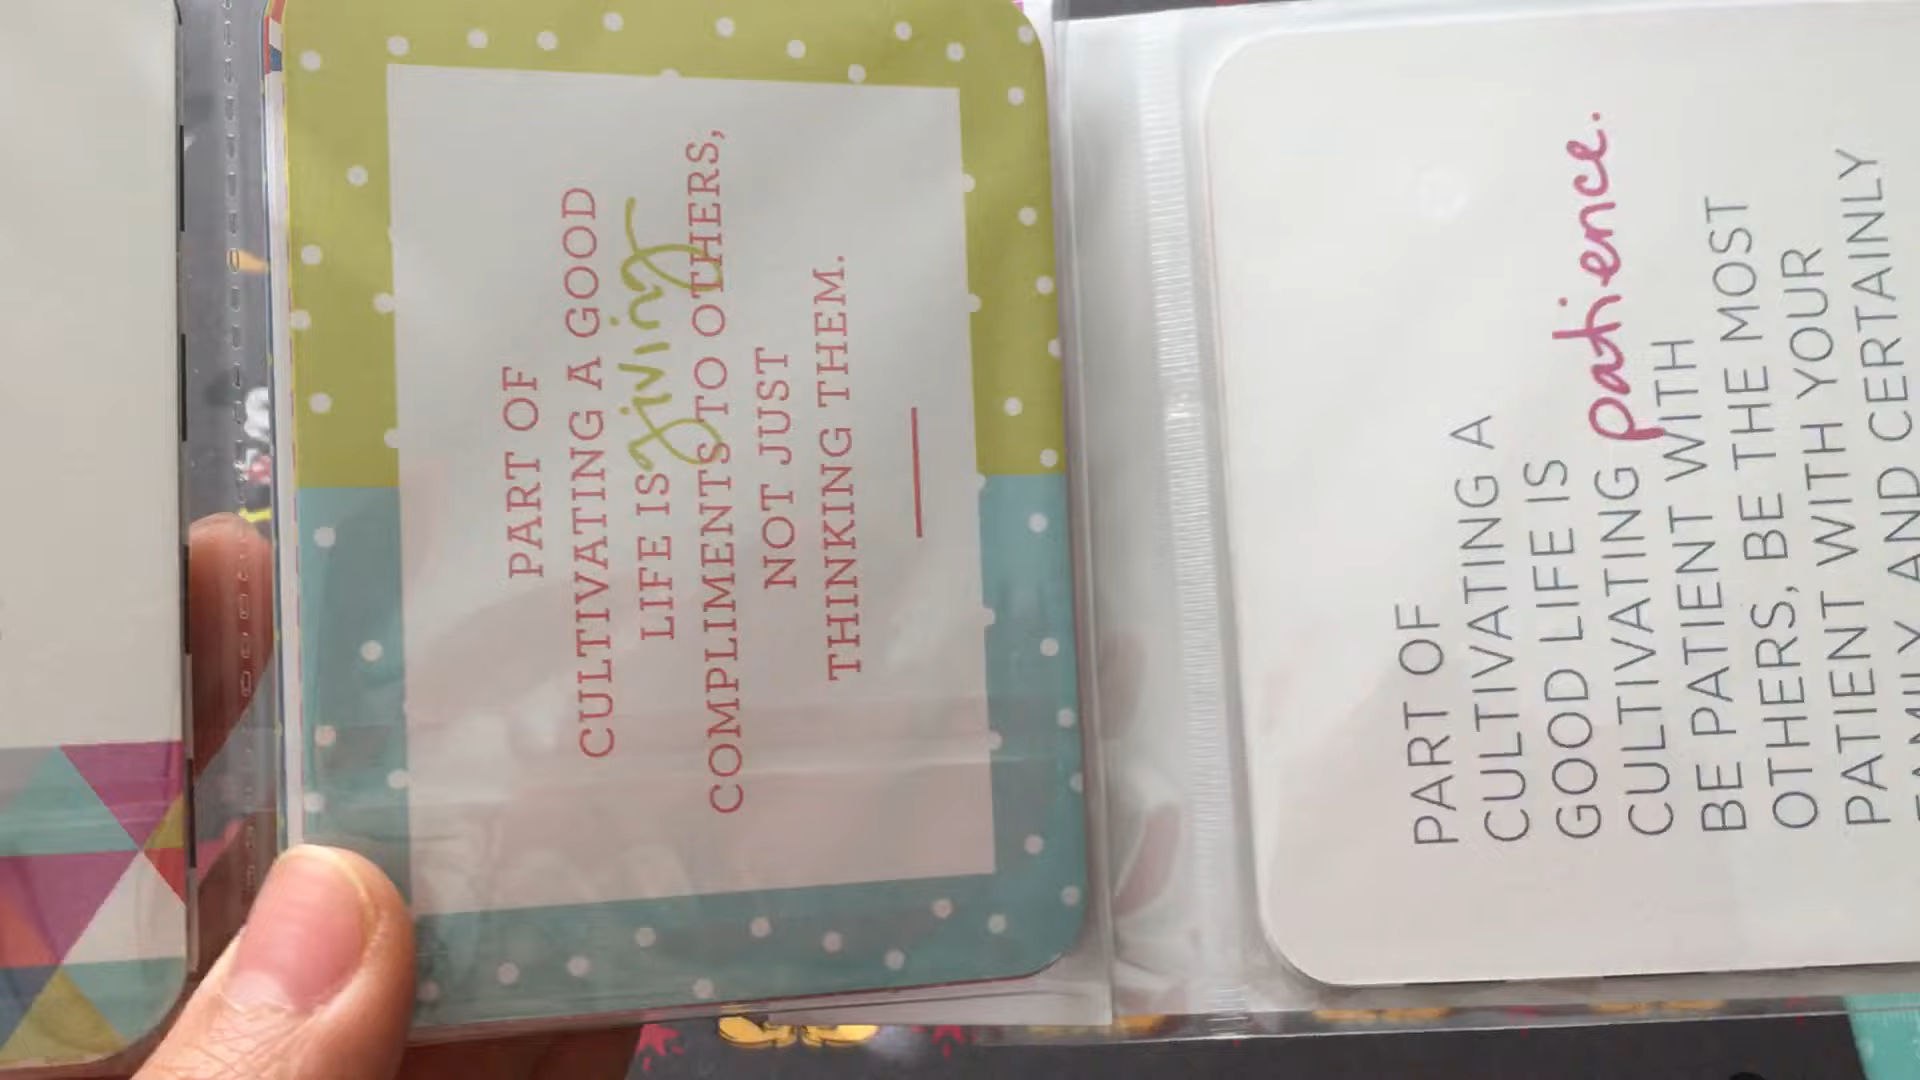 PART OF
CULTIVATING A GOOD
LIFE IS giving
COMPLIMENTS TO OTHERS,
NOT JUST
THINKING THEM.
PART OF
CULTIVATING A
GOOD LIFE IS
CULTIVATING patience.
BE PATIENT WITH
OTHERS, BE THE MOST
PATIENT WITH YOUR
FAMILY, AND CERTAINLY